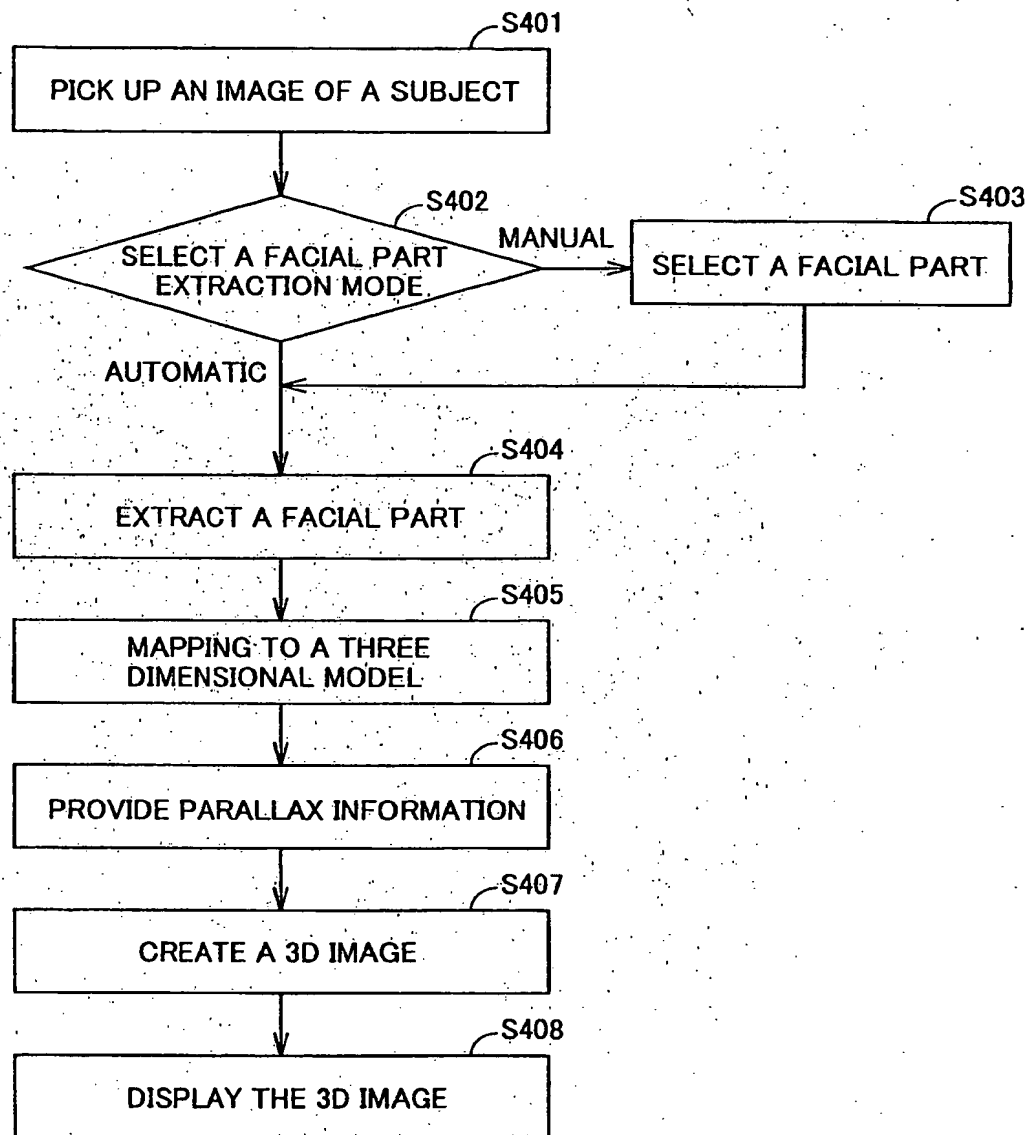 S401
PICK UP AN IMAGE OF A SUBJECT
S402
SELECT A FACIAL PART
EXTRACTION MODE
MANUAL
S403
SELECT A FACIAL PART
AUTOMATIC
S404
EXTRACT A FACIAL PART
S405
MAPPING TO A THREE
DIMENSIONAL MODEL
S406
PROVIDE PARALLAX INFORMATION
S407
CREATE A 3D IMAGE
S408
DISPLAY THE 3D IMAGE